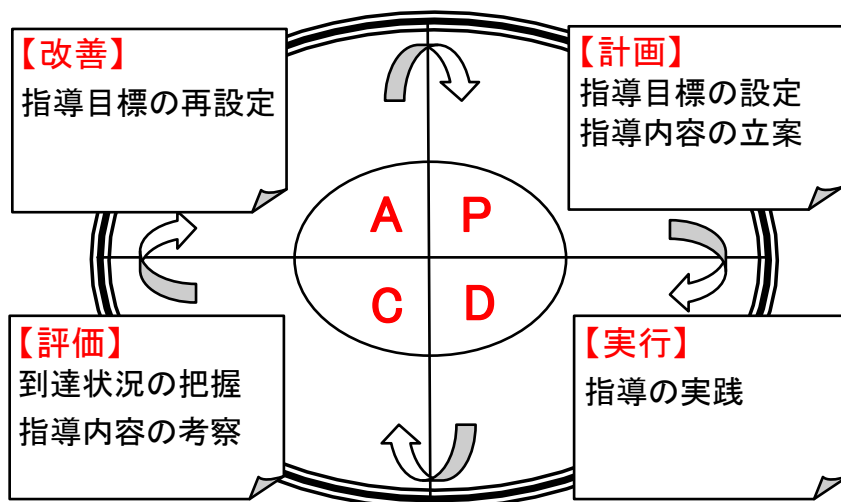 【改善】
指導目標の再設定
【計画】
指導目標の設定
指導内容の立案
A P
C D
【評価】
到達状況の把握
指導内容の考察
【実行】
指導の実践